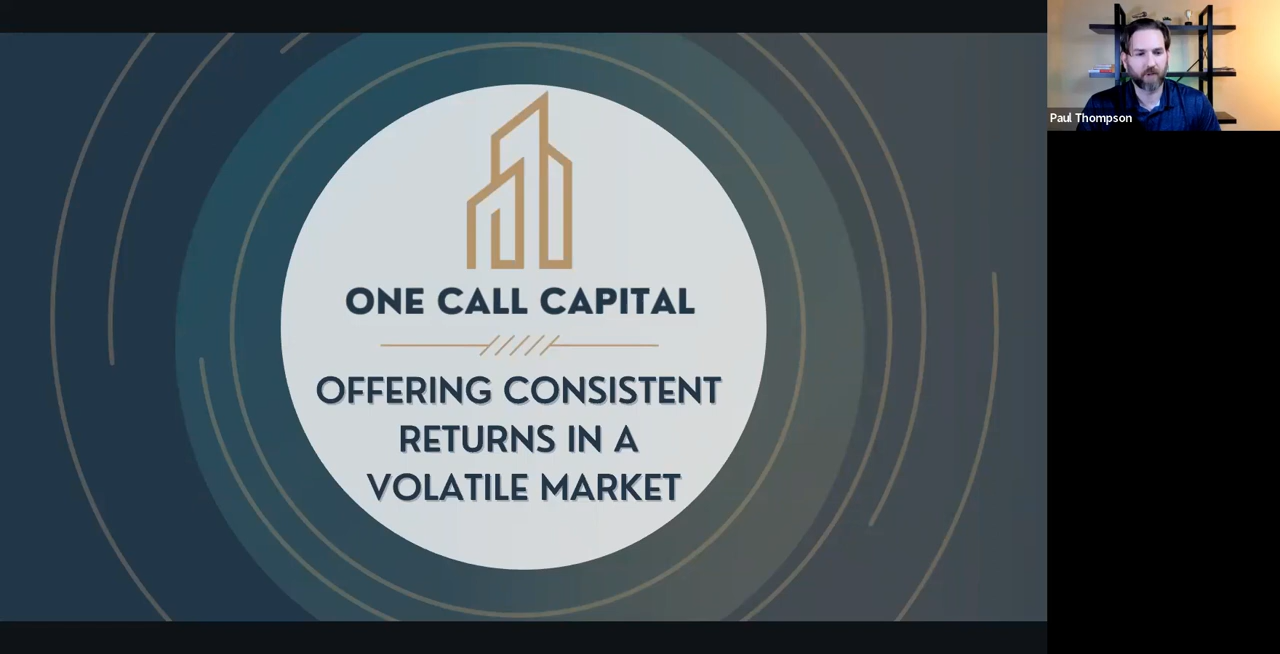 ONE CALL CAPITAL
OFFERING CONSISTENT
RETURNS IN A
VOLATILE MARKET
Paul Thompson